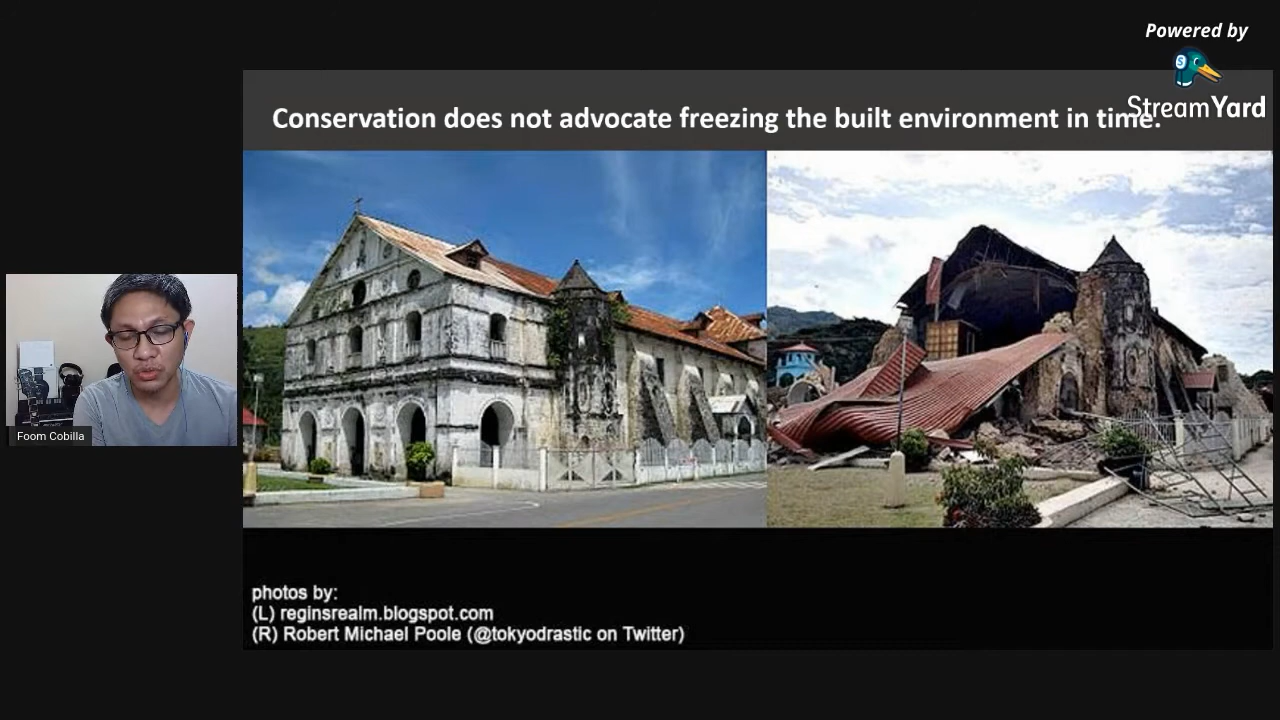 Powered by
StreamYard
Conservation does not advocate freezing the built environment in time.
Foom Cobilla
photos by:
(L) reginsrealm.blogspot.com
(R) Robert Michael Poole (@tokyodrastic on Twitter)